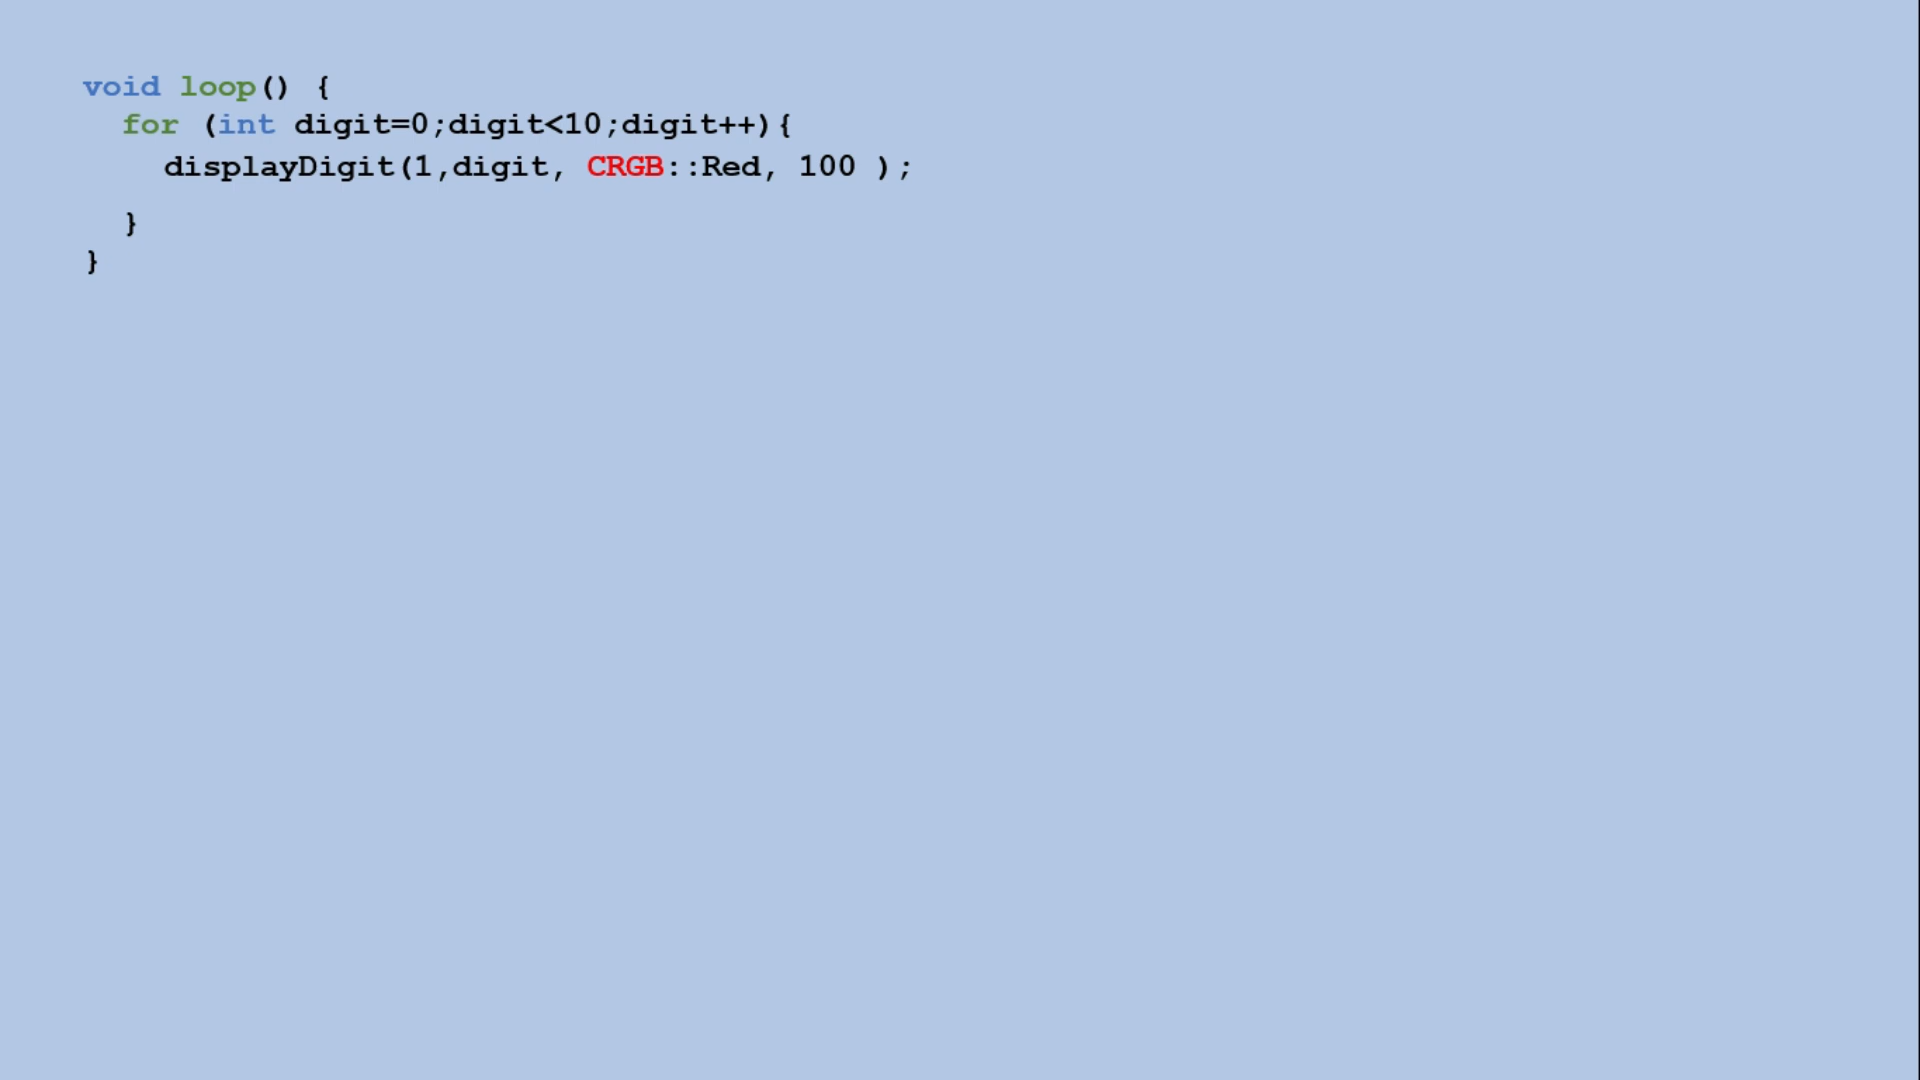 void loop() {
for (int digit=0;digit<10;digit++){
displayDigit(1,digit, CRGB::Red, 100 );
}
}